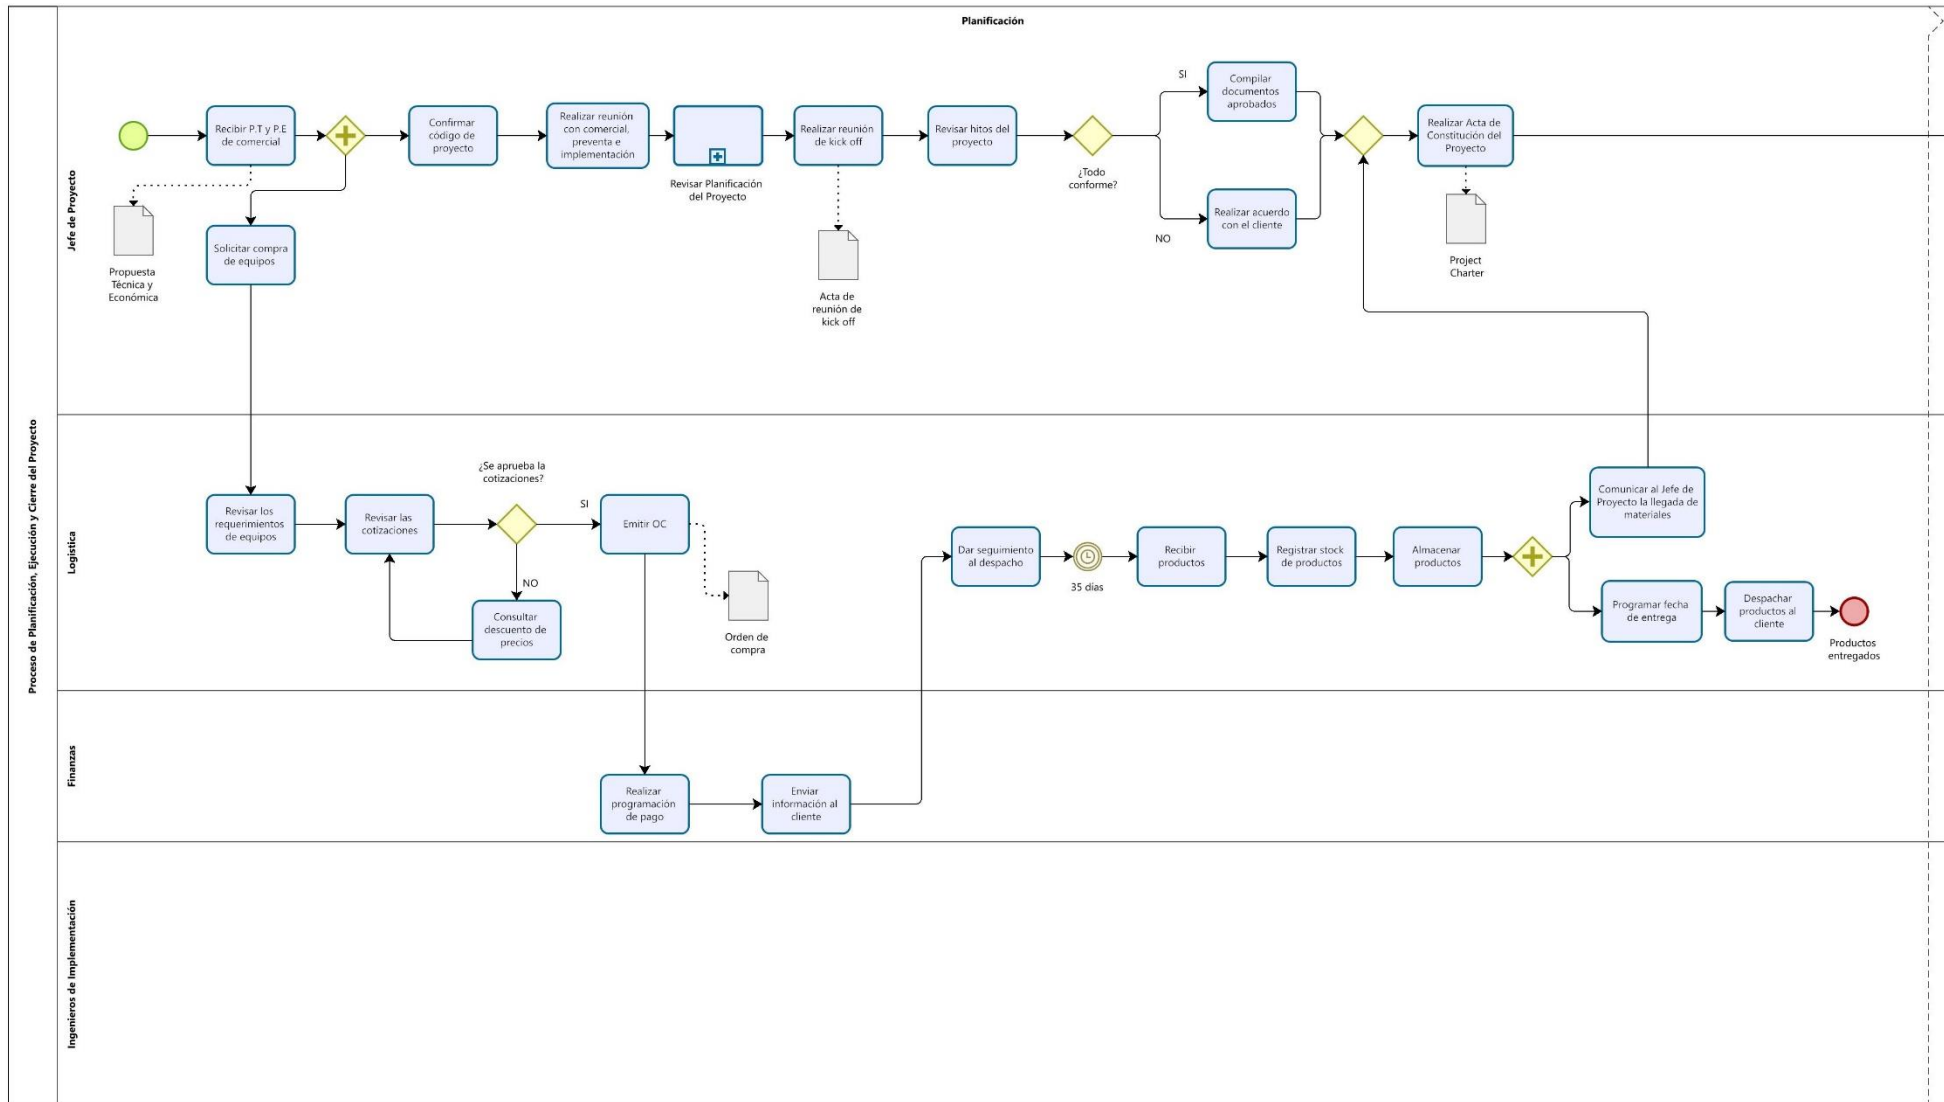 Planificación
Proceso de Planificación, Ejecución y Cierre del Proyecto
Jefe de Proyecto
Recibir P.T y P.E
de comercial
Confirmar
código de
proyecto
Realizar reunión
con comercial,
preventa e
implementación
Revisar Planificación
del Proyecto
Realizar reunión
de kick off
Revisar hitos del
proyecto
¿Todo
conforme?
SI
Compilar
documentos
aprobados
NO
Realizar acuerdo
con el cliente
Realizar Acta de
Constitución del
Proyecto
Propuesta
Técnica y
Económica
Solicitar compra
de equipos
Acta de
reunión de
kick off
Project
Charter
Logística
Revisar los
requerimientos
de equipos
Revisar las
cotizaciones
¿Se aprueba la
cotizaciones?
SI
NO
Emitir OC
Consultar
descuento de
precios
Orden de
compra
Dar seguimiento
al despacho
35 días
Recibir
productos
Registrar stock
de productos
Almacenar
productos
Comunicar al Jefe de
Proyecto la llegada de
materiales
Programar fecha
de entrega
Despachar
productos al
cliente
Productos
entregados
Finanzas
Realizar
programación
de pago
Enviar
información al
cliente
Ingenieros de Implementación